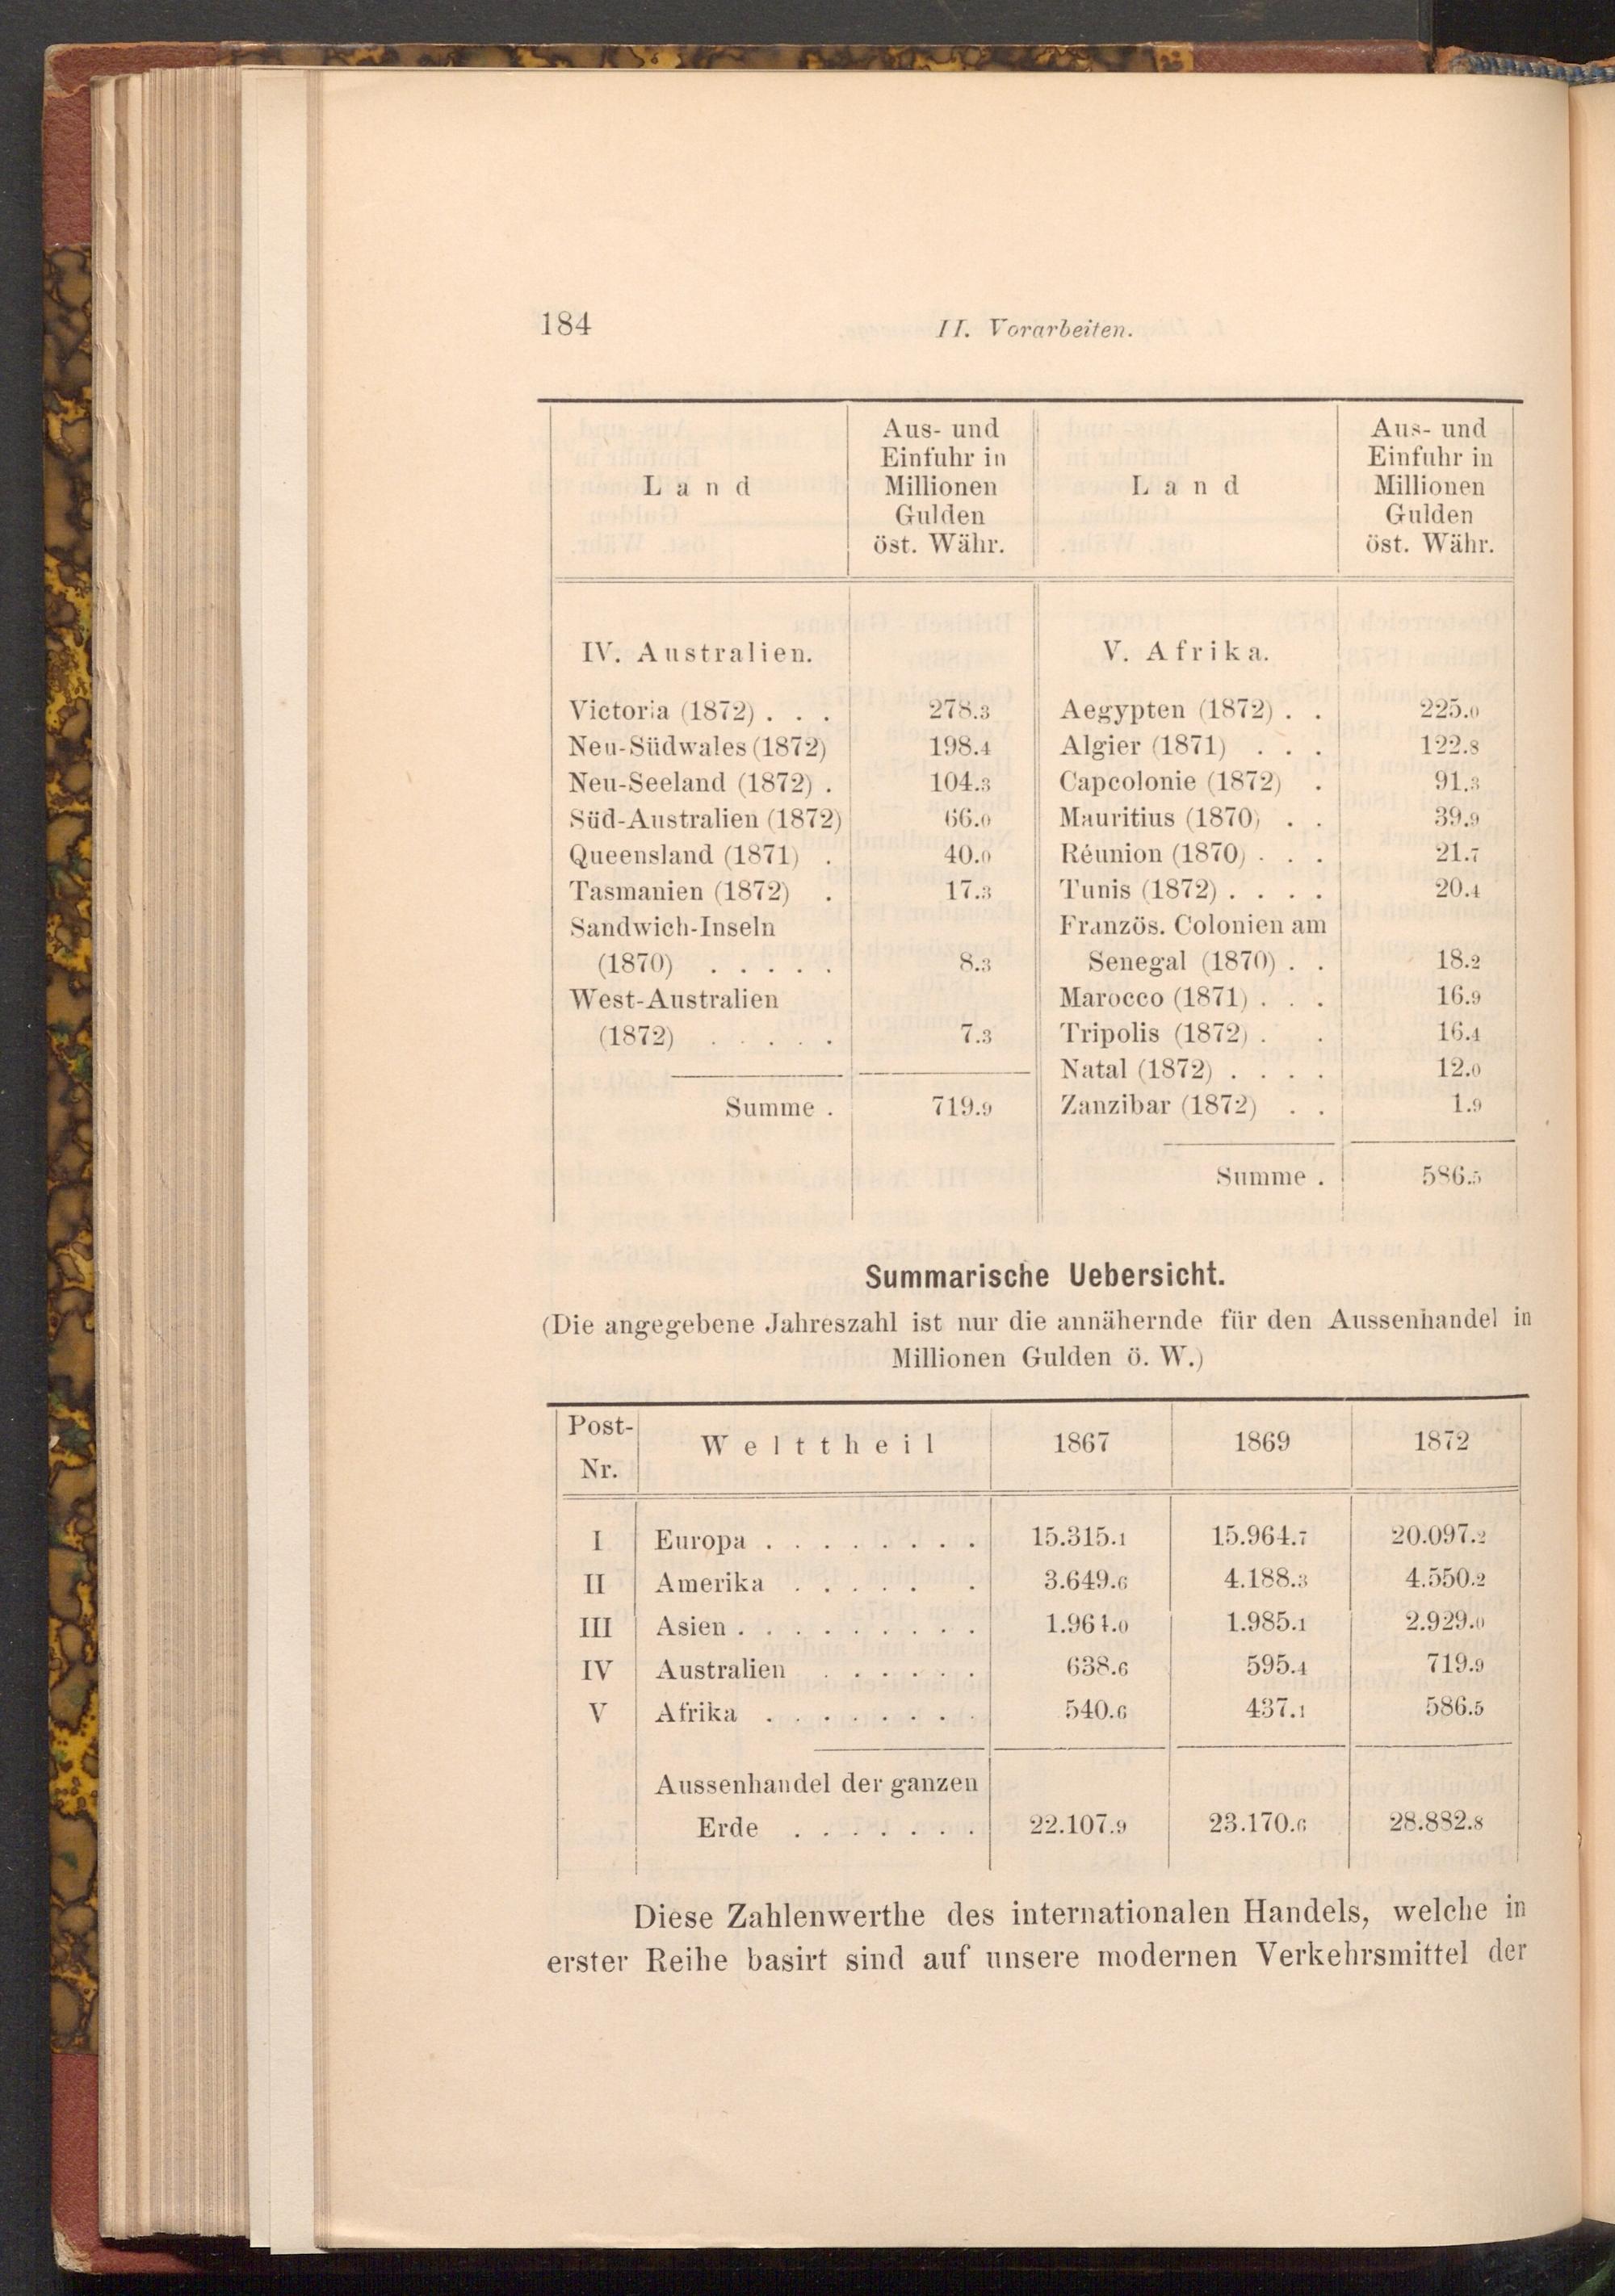 184
II. Vorarbeiten.
Land
Aus- und
Einfuhr in
Millionen
Gulden
öst. Währ.
Land
Aus- und
Einfuhr in
Millionen
Gulden
öst. Währ.
IV. Australien.
Victoria (1872) . . . 278.3
Neu-Südwales (1872) 198.4
Neu-Seeland (1872) . 104.3
Süd-Australien (1872) 66.0
Queensland (1871) . 40.0
Tasmanien (1872) . 17.3
Sandwich-Inseln
(1870) . . . . . 8.3
West-Australien
(1872) . . . . . 7.3
Summe . 719.9
V. Afrika.
Aegypten (1872) . . 225.0
Algier (1871) . . . 122.8
Capcolonie (1872) . 91.3
Mauritius (1870) . . 39.9
Réunion (1870) . . . 21.7
Tunis (1872) . . . . 20.4
Französ. Colonien am
Senegal (1870) . . 18.2
Marocco (1871) . . . 16.9
Tripolis (1872) . . 16.4
Natal (1872) . . . . 12.0
Zanzibar (1872) . . 1.9
Summe . 586.5
Summarische Uebersicht.
(Die angegebene Jahreszahl ist nur die annähernde für den Aussenhandel in
Millionen Gulden ö. W.)
Post-
Nr.
Welttheil 1867 1869 1872
I Europa . . . . . . . . 15.315.1 15.964.7 20.097.2
II Amerika . . . . . . 3.649.6 4.188.3 4.550.2
III Asien . . . . . . . . . 1.964.0 1.985.1 2.929.0
IV Australien . . . . . . 638.6 595.4 719.9
V Afrika . . . . . . . . 540.6 437.1 586.5
Aussenhandel der ganzen
Erde . . . . . . . 22.107.9 23.170.6 28.882.8
Diese Zahlenwerthe des internationalen Handels, welche in
erster Reihe basirt sind auf unsere modernen Verkehrsmittel der